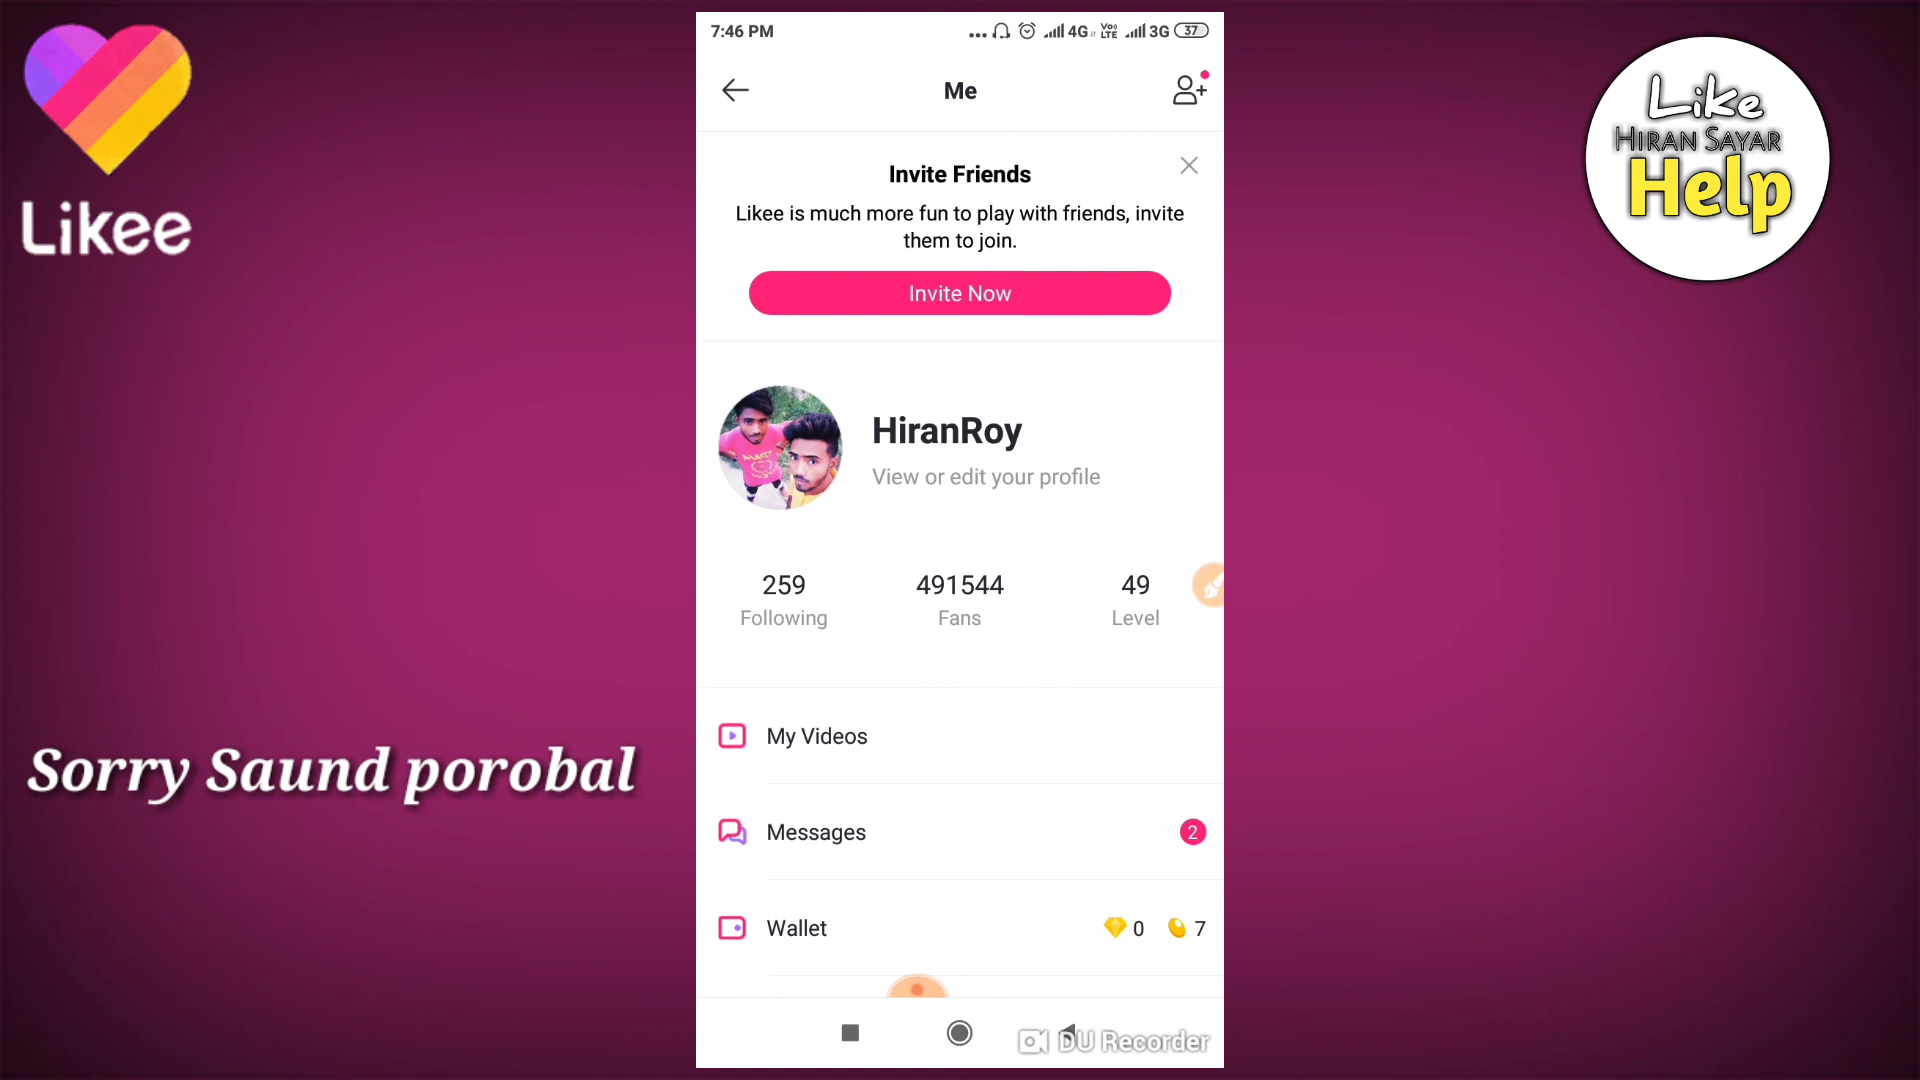 Likee
7:46 PM
4G
Vo)
LTE
3G
37
Me
Invite Friends
Likee is much more fun to play with friends, invite
them to join.
Invite Now
HiranRoy
View or edit your profile
259
Following
491544
Fans
49
Level
My Videos
Messages
2
Wallet
0
7
DU Recorder
Like
HIRAN SAYAR
Help
Sorry Saund porobal